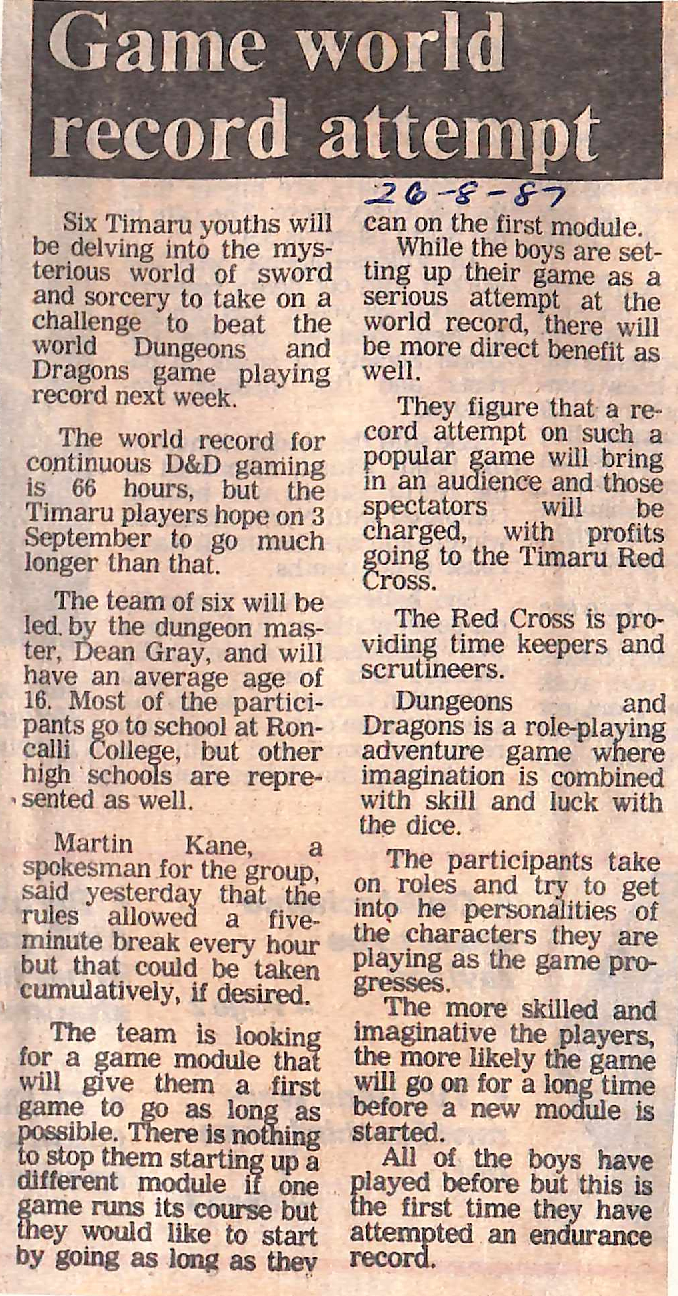 Game world
record attempt
26-8-87
Six Timaru youths will
be delving into the mys-
terious world of sword
and sorcery to take on a
challenge to beat the
world Dungeons and
Dragons game playing
record next week.
The world record for
continuous D&D gaming
is 66 hours, but the
Timaru players hope on 3
September to go much
longer than that.
The team of six will be
led by the dungeon mas-
ter, Dean Gray, and will
have an average age of
16. Most of the partici-
pants go to school at Ron-
calli College, but other
high schools are repre-
sented as well.
Martin Kane, a
spokesman for the group,
said yesterday that the
rules allowed a five-
minute break every hour
but that could be taken
cumulatively, if desired.
The team is looking
for a game module that
will give them a first
game to go as long as
possible. There is nothing
to stop them starting up a
different module if one
game runs its course but
they would like to start
by going as long as they
can on the first module.
While the boys are set-
ting up their game as a
serious attempt at the
world record, there will
be more direct benefit as
well.
They figure that a re-
cord attempt on such a
popular game will bring
in an audience and those
spectators will be
charged, with profits
going to the Timaru Red
Cross.
The Red Cross is pro-
viding time keepers and
scrutineers.
Dungeons and
Dragons is a role-playing
adventure game where
imagination is combined
with skill and luck with
the dice.
The participants take
on roles and try to get
into he personalities of
the characters they are
playing as the game pro-
gresses.
The more skilled and
imaginative the players,
the more likely the game
will go on for a long time
before a new module is
started.
All of the boys have
played before but this is
the first time they have
attempted an endurance
record.